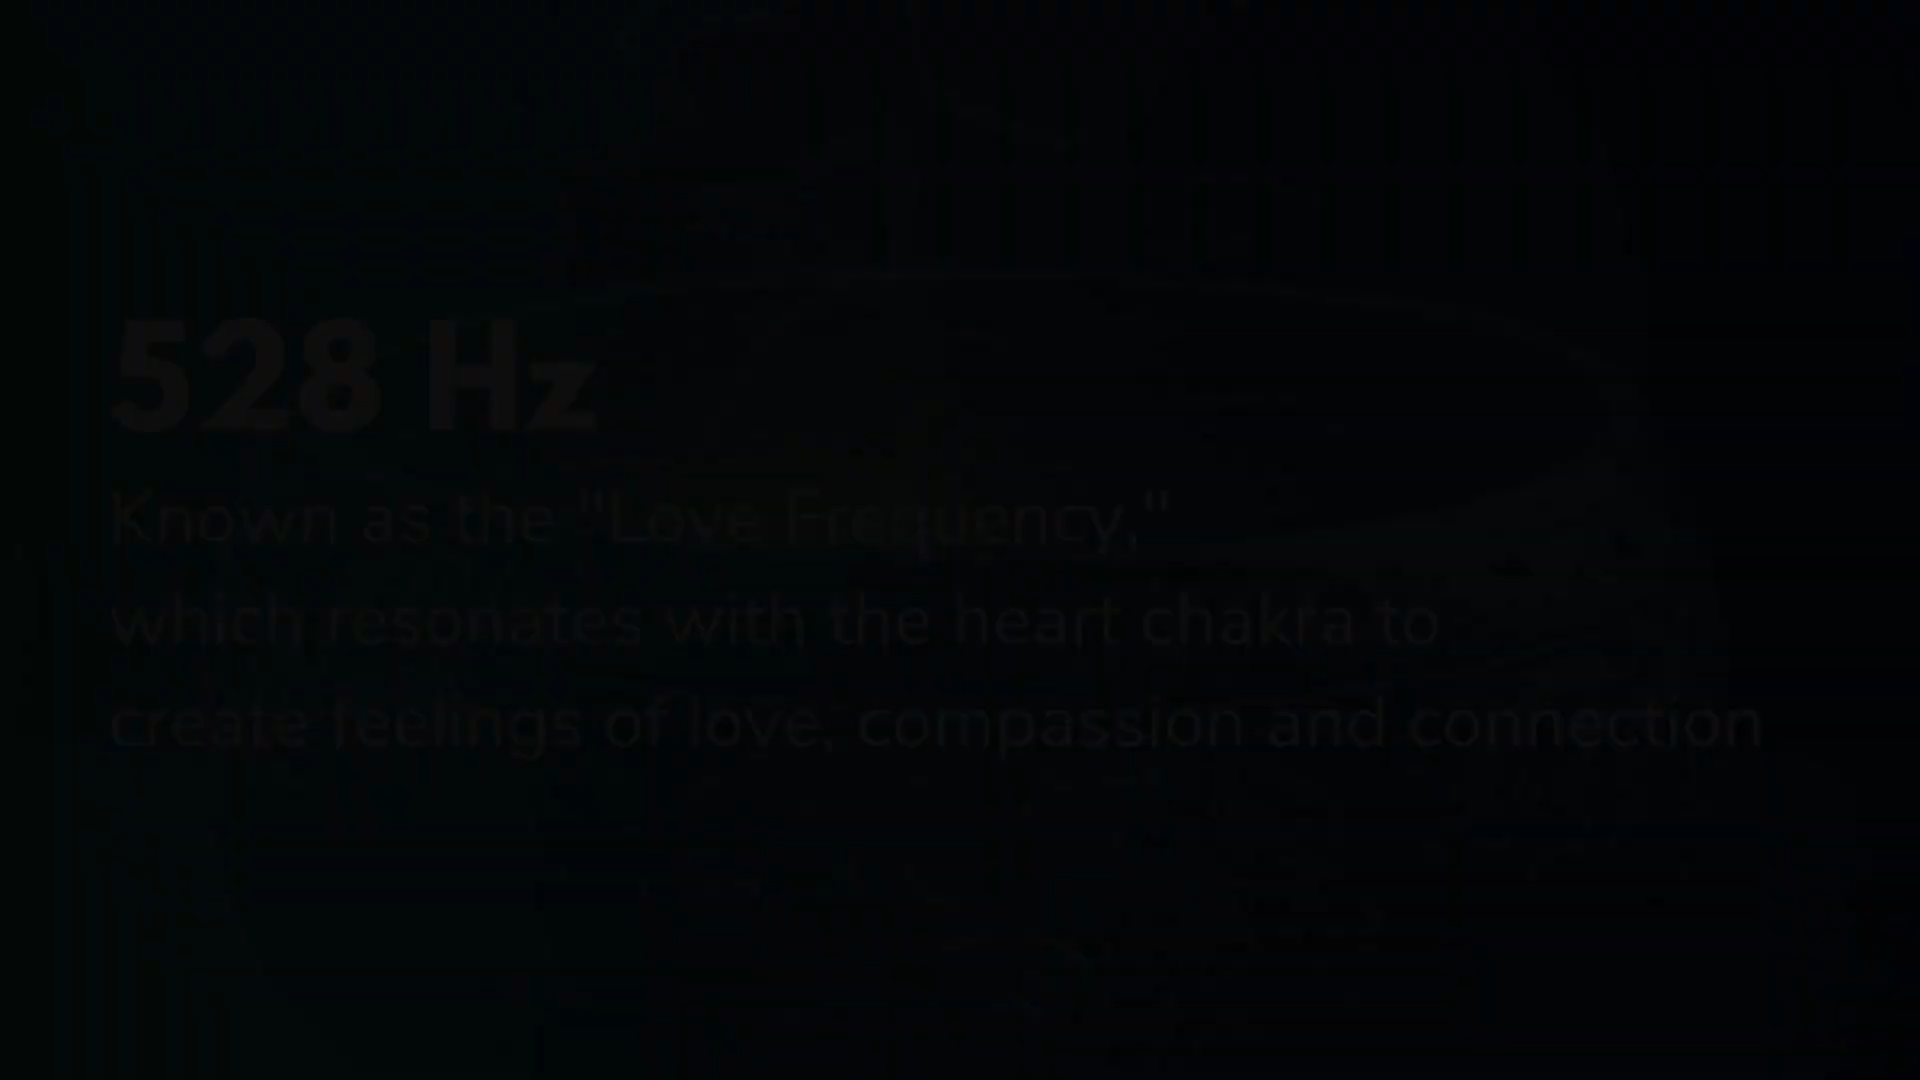 528 Hz
Known as the "Love Frequency,"
which resonates with the heart chakra to
create feelings of love, compassion and connection